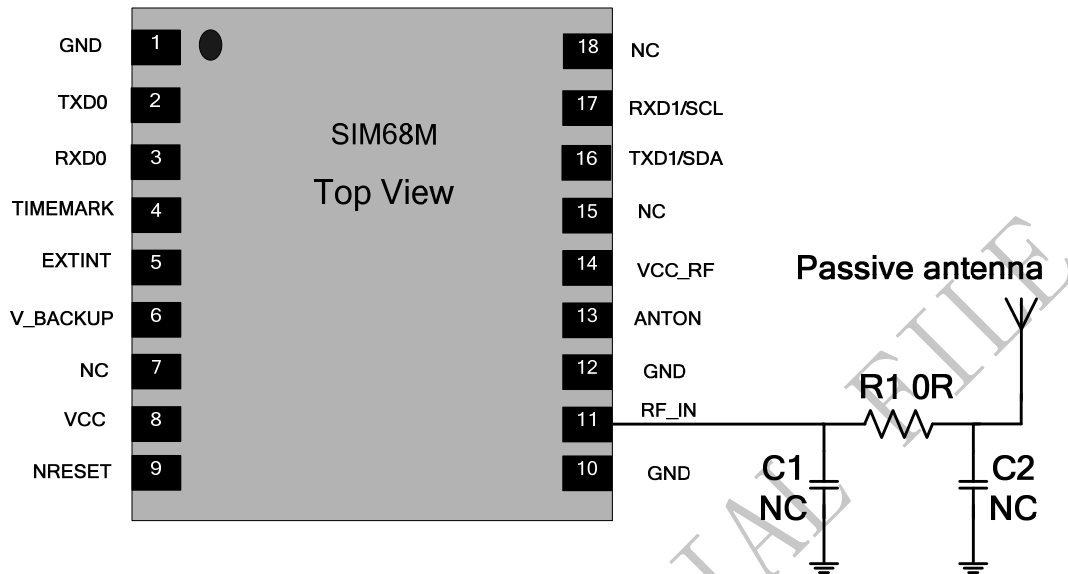 GND 1
TXD0 2
RXD0 3
TIMEMARK 4
EXTINT 5
V_BACKUP 6
NC 7
VCC 8
NRESET 9
SIM68M
Top View
18 NC
17 RXD1/SCL
16 TXD1/SDA
15 NC
14 VCC_RF
13 ANTON
12 GND
11 RF_IN
10 GND
Passive antenna
R1 0R
C1
NC
C2
NC
IAL FILE